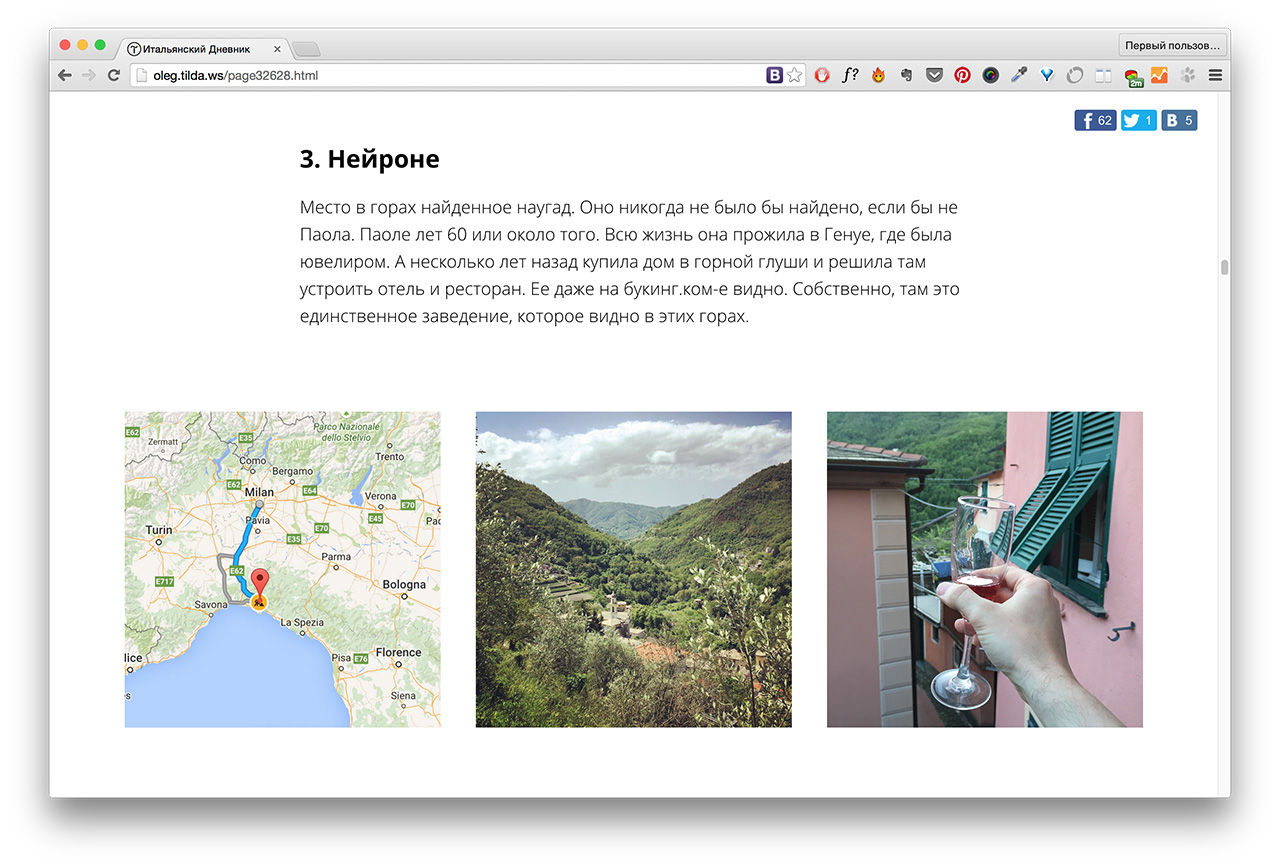 Итальянский Дневник
Первый пользов...
oleg.tilda.ws/page32628.html
B
f?
2m
62
1
B 5
3. Нейроне
Место в горах найденное наугад. Оно никогда не было бы найдено, если бы не
Паола. Паоле лет 60 или около того. Всю жизнь она прожила в Генуе, где была
ювелиром. А несколько лет назад купила дом в горной глуши и решила там
устроить отель и ресторан. Ее даже на букинг.ком-е видно. Собственно, там это
единственное заведение, которое видно в этих горах.
E62
Zermatt
E35
Parco Nazionale
dello Stelvio
Como
Bergamo
Trento
E62
E64
Milan
Verona
E70
Pavia
E45
Turin
E70
E35
Parma
E62
E717
Bologna
Savona
La Spezia
lice
Pisa
E76
Florence
Siena